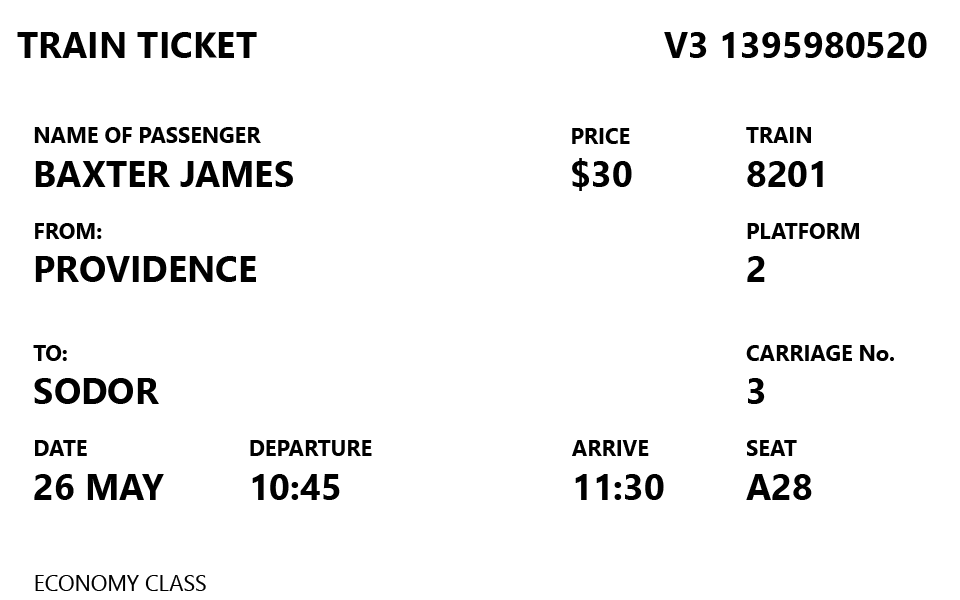 TRAIN TICKET V3 1395980520
NAME OF PASSENGER PRICE TRAIN
BAXTER JAMES $30 8201
FROM: PLATFORM
PROVIDENCE 2
TO: CARRIAGE No.
SODOR 3
DATE DEPARTURE ARRIVE SEAT
26 MAY 10:45 11:30 A28
ECONOMY CLASS